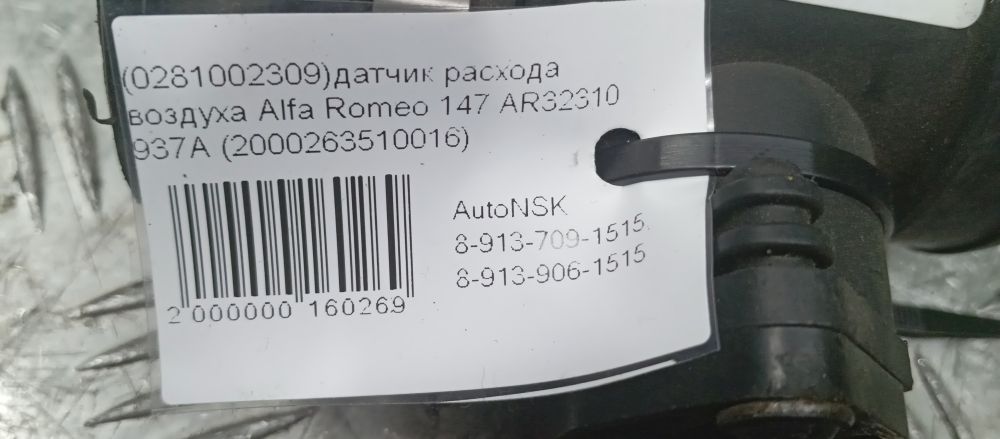 (0281002309)датчик расхода
воздуха Alfa Romeo 147 AR32310
937A (2000263510016)
AutoNSK
8-913-709-1515
8-913-906-1515
2 000000 160269